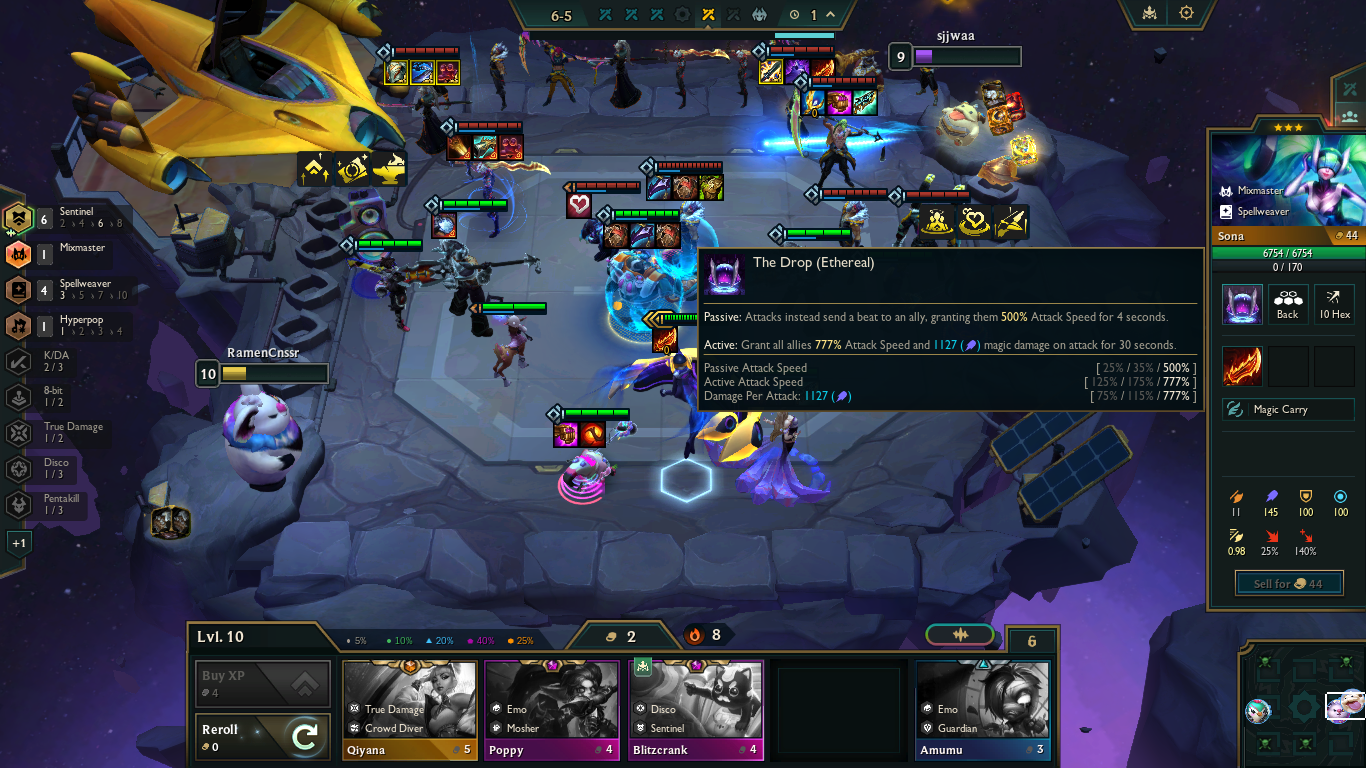 6-5
1
sjjwaa
9
6
Sentinel
2 › 4 › 6 › 8
1
Mixmaster
4
Spellweaver
3 › 5 › 7 › 10
1
Hyperpop
1 › 2 › 3 › 4
K/DA
2 / 3
8-bit
1 / 2
True Damage
1 / 2
Disco
1 / 3
Pentakill
1 / 3
+1
RamenCnssr
10
The Drop (Ethereal)
Passive: Attacks instead send a beat to an ally, granting them 500% Attack Speed for 4 seconds.
Active: Grant all allies 777% Attack Speed and 1127 ( ) magic damage on attack for 30 seconds.
Passive Attack Speed [ 25% / 35% / 500% ]
Active Attack Speed [ 125% / 175% / 777% ]
Damage Per Attack: 1127 ( ) [ 75% / 115% / 777% ]
Mixmaster
Spellweaver
Sona 44
6754 / 6754
0 / 170
Back
10 Hex
Magic Carry
11 145 100 100
0.98 25% 140%
Sell for 44
Lvl. 10
5% 10% 20% 40% 25%
2
8
6
Buy XP
4
Reroll
0
True Damage
Crowd Diver
Qiyana 5
Emo
Mosher
Poppy 4
Disco
Sentinel
Blitzcrank 4
Emo
Guardian
Amumu 3